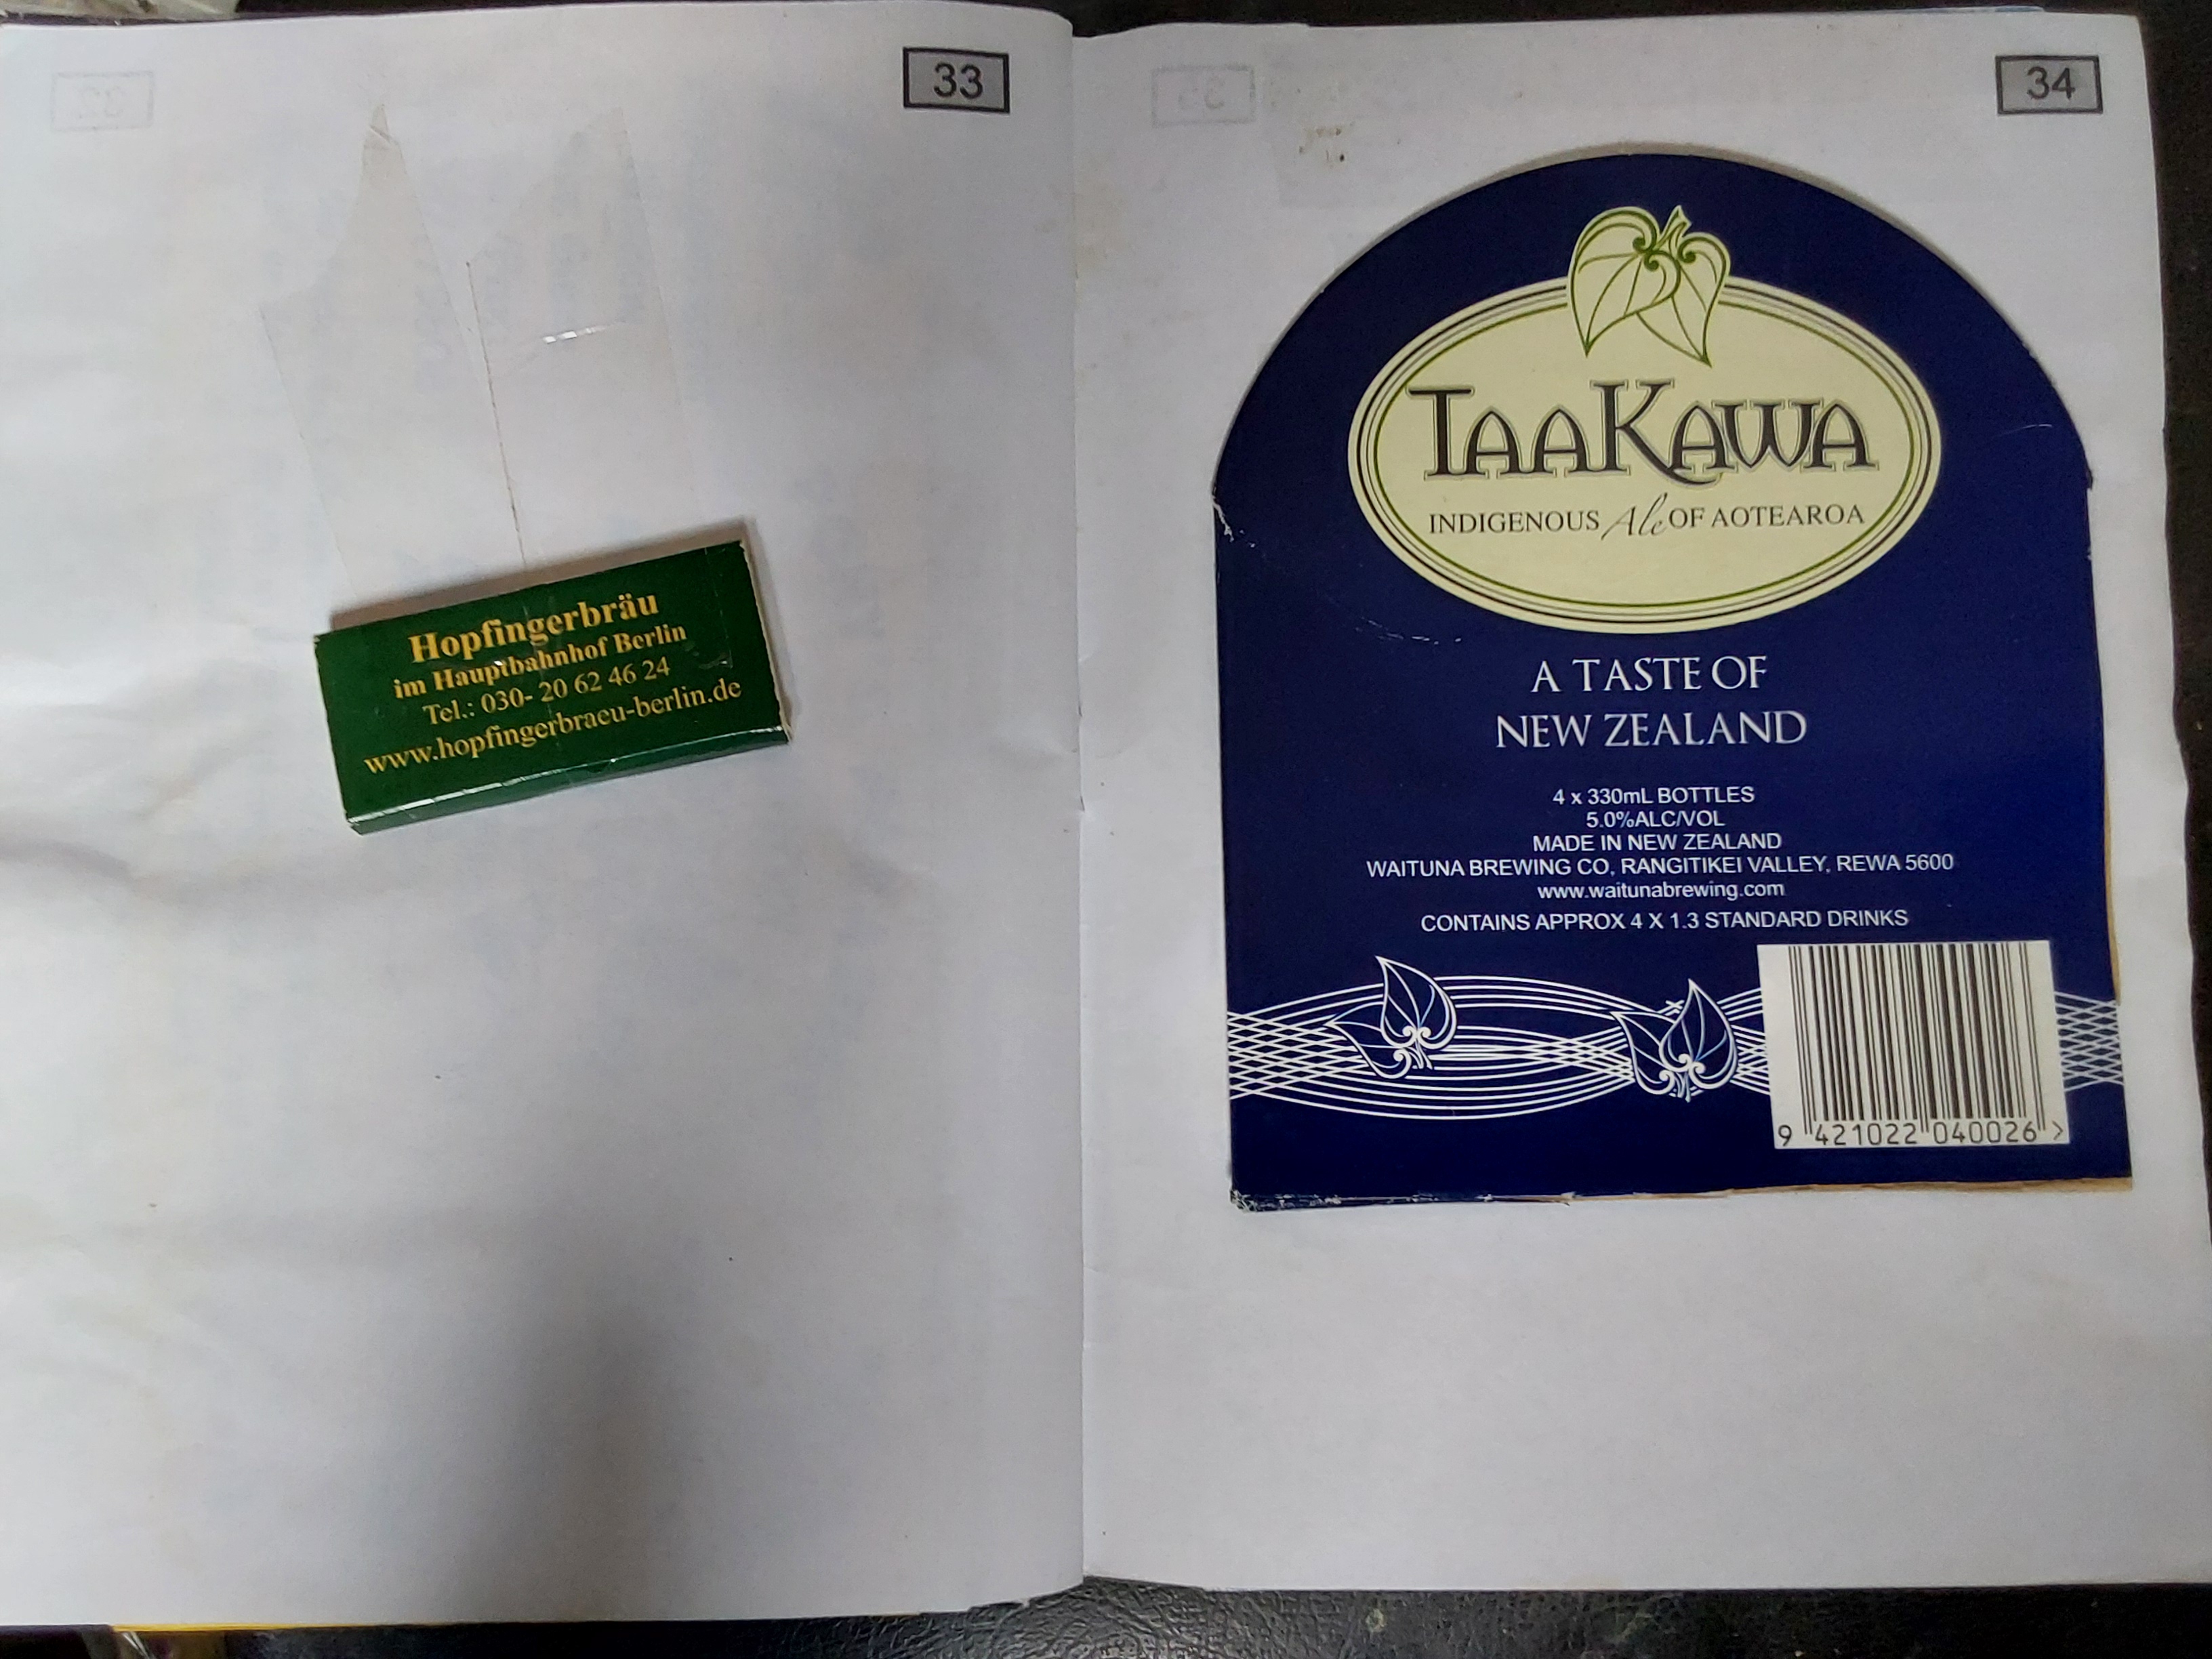 33
Hopfingerbräu
im Hauptbahnhof Berlin
Tel.: 030- 20 62 46 24
www.hopfingerbraeu-berlin.de
34
TAAKAWA
INDIGENOUS Ale OF AOTEAROA
A TASTE OF
NEW ZEALAND
4 x 330mL BOTTLES
5.0%ALC/VOL
MADE IN NEW ZEALAND
WAITUNA BREWING CO, RANGITIKEI VALLEY, REWA 5600
www.waitunabrewing.com
CONTAINS APPROX 4 X 1.3 STANDARD DRINKS
9 421022 040026 >